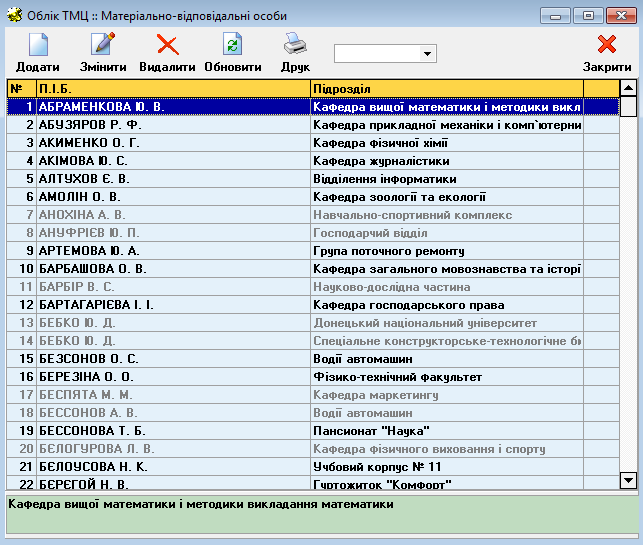 Облік ТМЦ :: Матеріально-відповідальні особи
Додати Змінити Видалити Обновити Друк Закрити
№ П.І.Б. Підрозділ
1 АБРАМЕНКОВА Ю. В. Кафедра вищої математики і методики викл
2 АБУЗЯРОВ Р. Ф. Кафедра прикладної механіки і комп`ютерни
3 АКИМЕНКО О. Г. Кафедра фізичної хімії
4 АКІМОВА Ю. С. Кафедра журналістики
5 АЛТУХОВ Є. В. Відділення інформатики
6 АМОЛІН О. В. Кафедра зоології та екології
7 АНОХІНА А. В. Навчально-спортивний комплекс
8 АНУФРІЄВ Ю. П. Господарчий відділ
9 АРТЕМОВА Ю. А. Група поточного ремонту
10 БАРБАШОВА О. В. Кафедра загального мовознавства та історі
11 БАРБІР В. С. Науково-дослідна частина
12 БАРТАГАРІЄВА І. І. Кафедра господарського права
13 БЕБКО Ю. Д. Донецький національний університет
14 БЕБКО Ю. Д. Спеціальне конструкторське-технологічне бю
15 БЕЗСОНОВ О. С. Водії автомашин
16 БЕРЕЗІНА О. О. Фізико-технічний факультет
17 БЕСПЯТА М. М. Кафедра маркетингу
18 БЕССОНОВ А. В. Водії автомашин
19 БЕССОНОВА Т. Б. Пансионат "Наука"
20 БЄЛОГУРОВА Л. В. Кафедра фізичного виховання і спорту
21 БЄЛОУСОВА Н. К. Учбовий корпус № 11
22 БЄРЄГОЙ Н. В. Гуртожиток "Комфорт"
Кафедра вищої математики і методики викладання математики